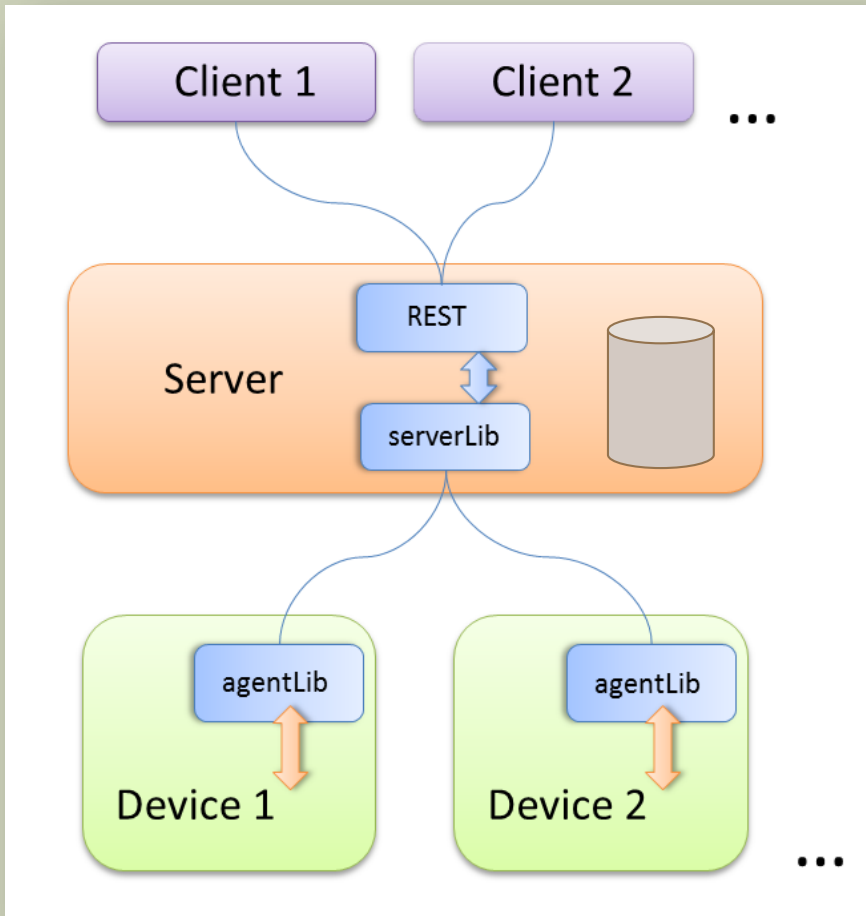 Client 1
Client 2
...
REST
Server
serverLib
agentLib
agentLib
Device 1
Device 2
...